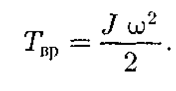 T_вр = J ω² / 2 .